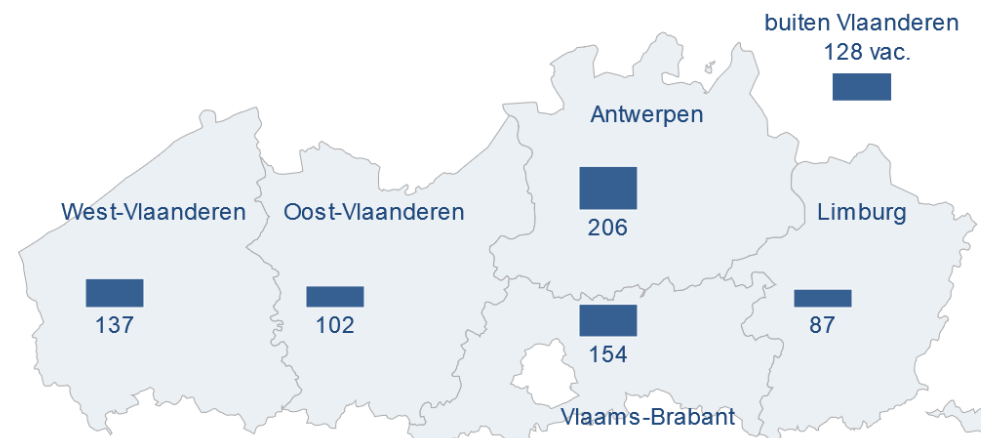 buiten Vlaanderen
128 vac.
Antwerpen
206
West-Vlaanderen
137
Oost-Vlaanderen
102
Limburg
87
154
Vlaams-Brabant